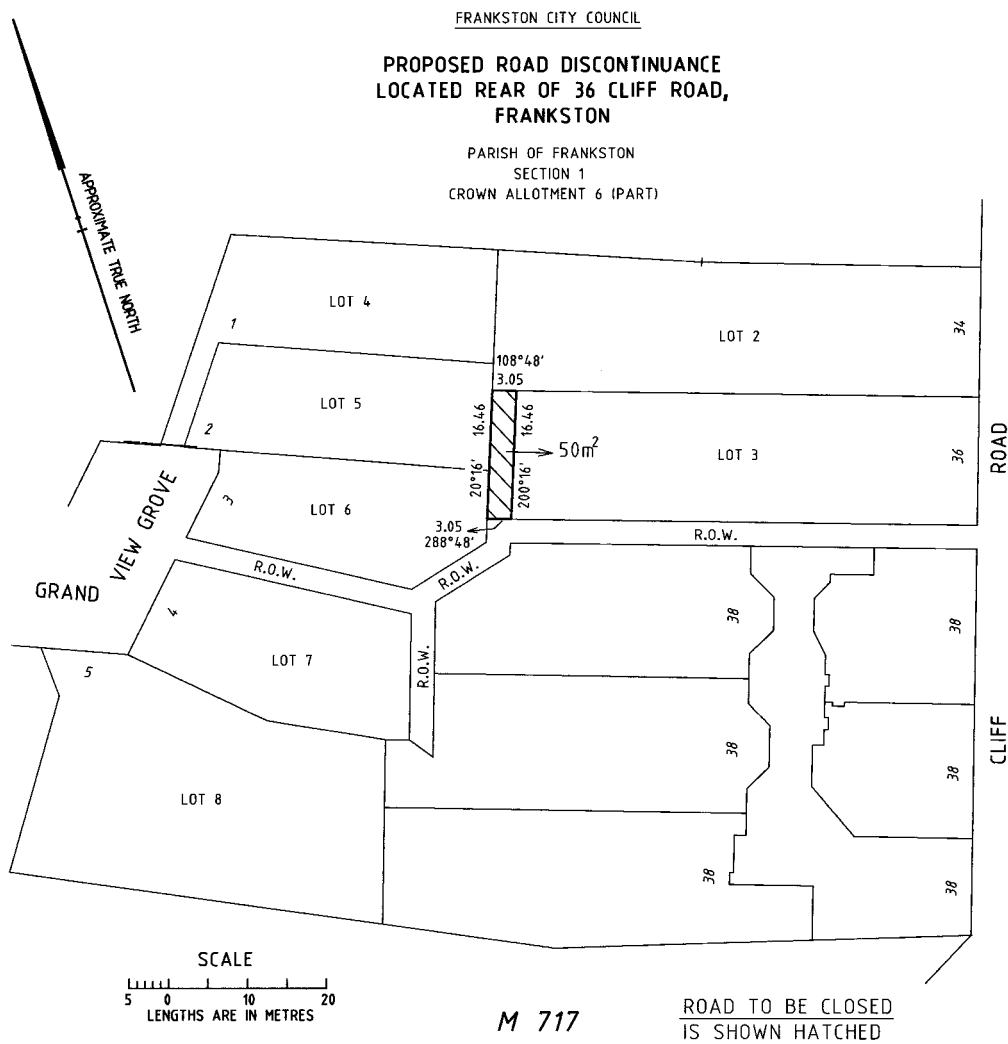 FRANKSTON CITY COUNCIL
PROPOSED ROAD DISCONTINUANCE
LOCATED REAR OF 36 CLIFF ROAD,
FRANKSTON
PARISH OF FRANKSTON
SECTION 1
CROWN ALLOTMENT 6 (PART)
APPROXIMATE TRUE NORTH
LOT 4
1
LOT 2
34
108°48'
3.05
LOT 5
2
16.46
16.46
50m²
LOT 3
36
ROAD
20°16'
200°16'
LOT 6
3
3.05
288°48'
R.O.W.
R.O.W.
R.O.W.
GRAND VIEW GROVE
4
LOT 7
R.O.W.
5
38
38
LOT 8
38
38
CLIFF
38
38
SCALE
5 0 10 20
LENGTHS ARE IN METRES
M 717
ROAD TO BE CLOSED
IS SHOWN HATCHED